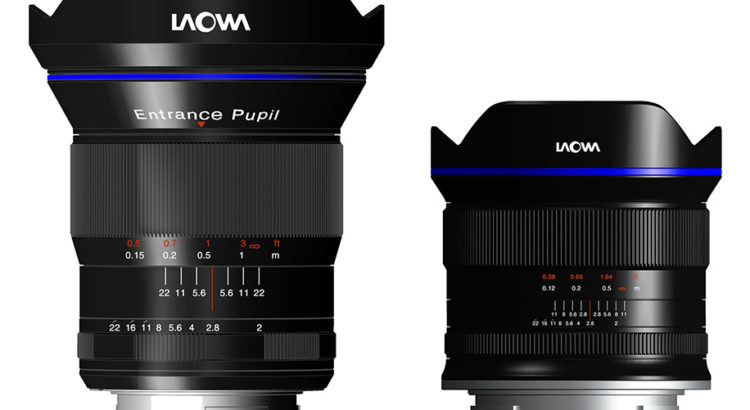 LAOWA
Entrance Pupil
0.5 0.7 1 3 ∞ ft
0.15 0.2 0.5 1 m
22 11 5.6 5.6 11 22
22 16 11 8 5.6 4 2.8 2
LAOWA
0.39 0.66 1.64
0.12 0.2 0.5 m
11 8 5.6 2.8 2.8 5.6 8 11
22 16 11 8 5.6 4 2.8 2